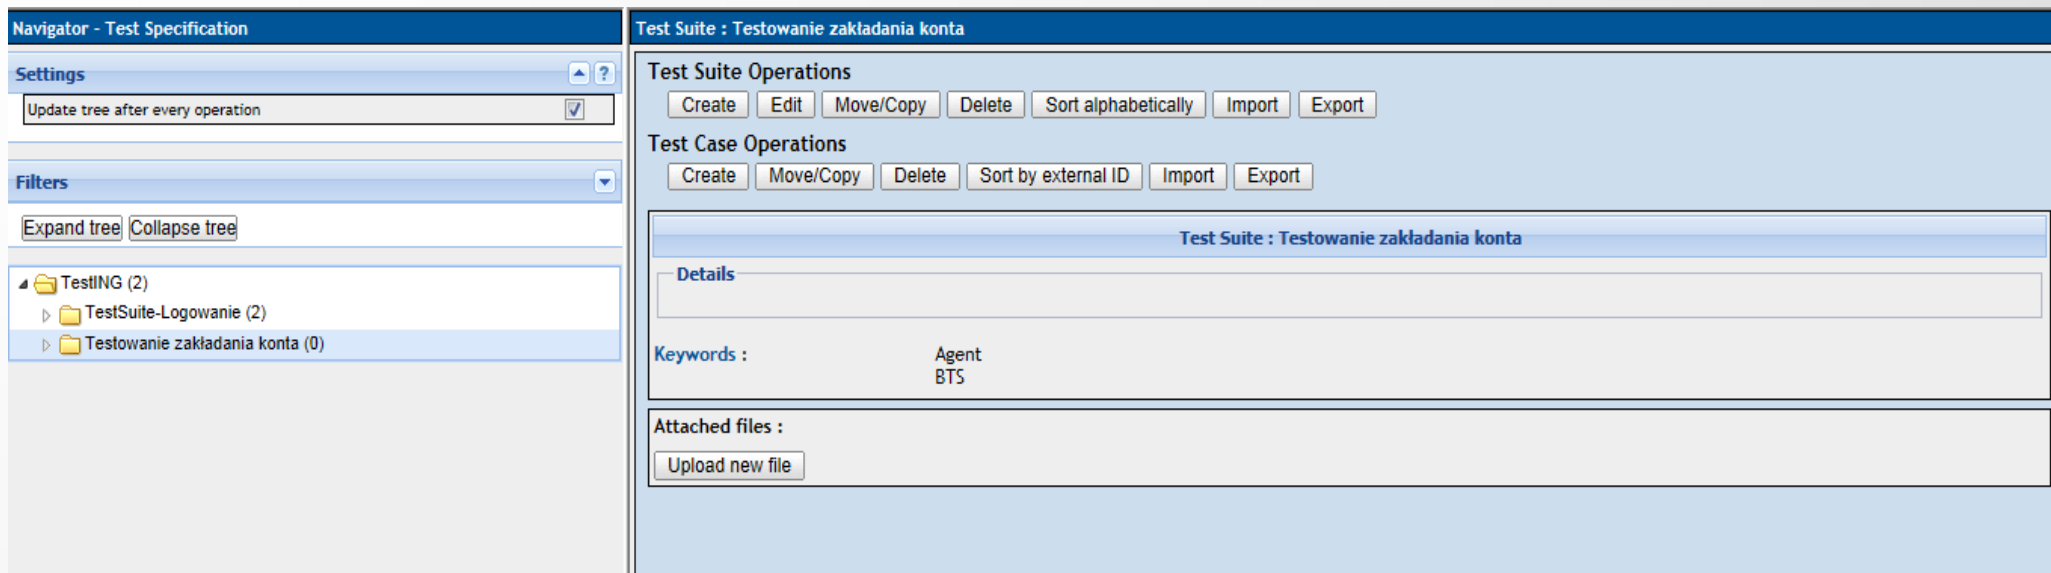 Navigator - Test Specification
Settings
?
Update tree after every operation
Filters
Expand tree Collapse tree
TestING (2)
TestSuite-Logowanie (2)
Testowanie zakładania konta (0)
Test Suite : Testowanie zakładania konta
Test Suite Operations
Create Edit Move/Copy Delete Sort alphabetically Import Export
Test Case Operations
Create Move/Copy Delete Sort by external ID Import Export
Test Suite : Testowanie zakładania konta
Details
Keywords : Agent
BTS
Attached files :
Upload new file